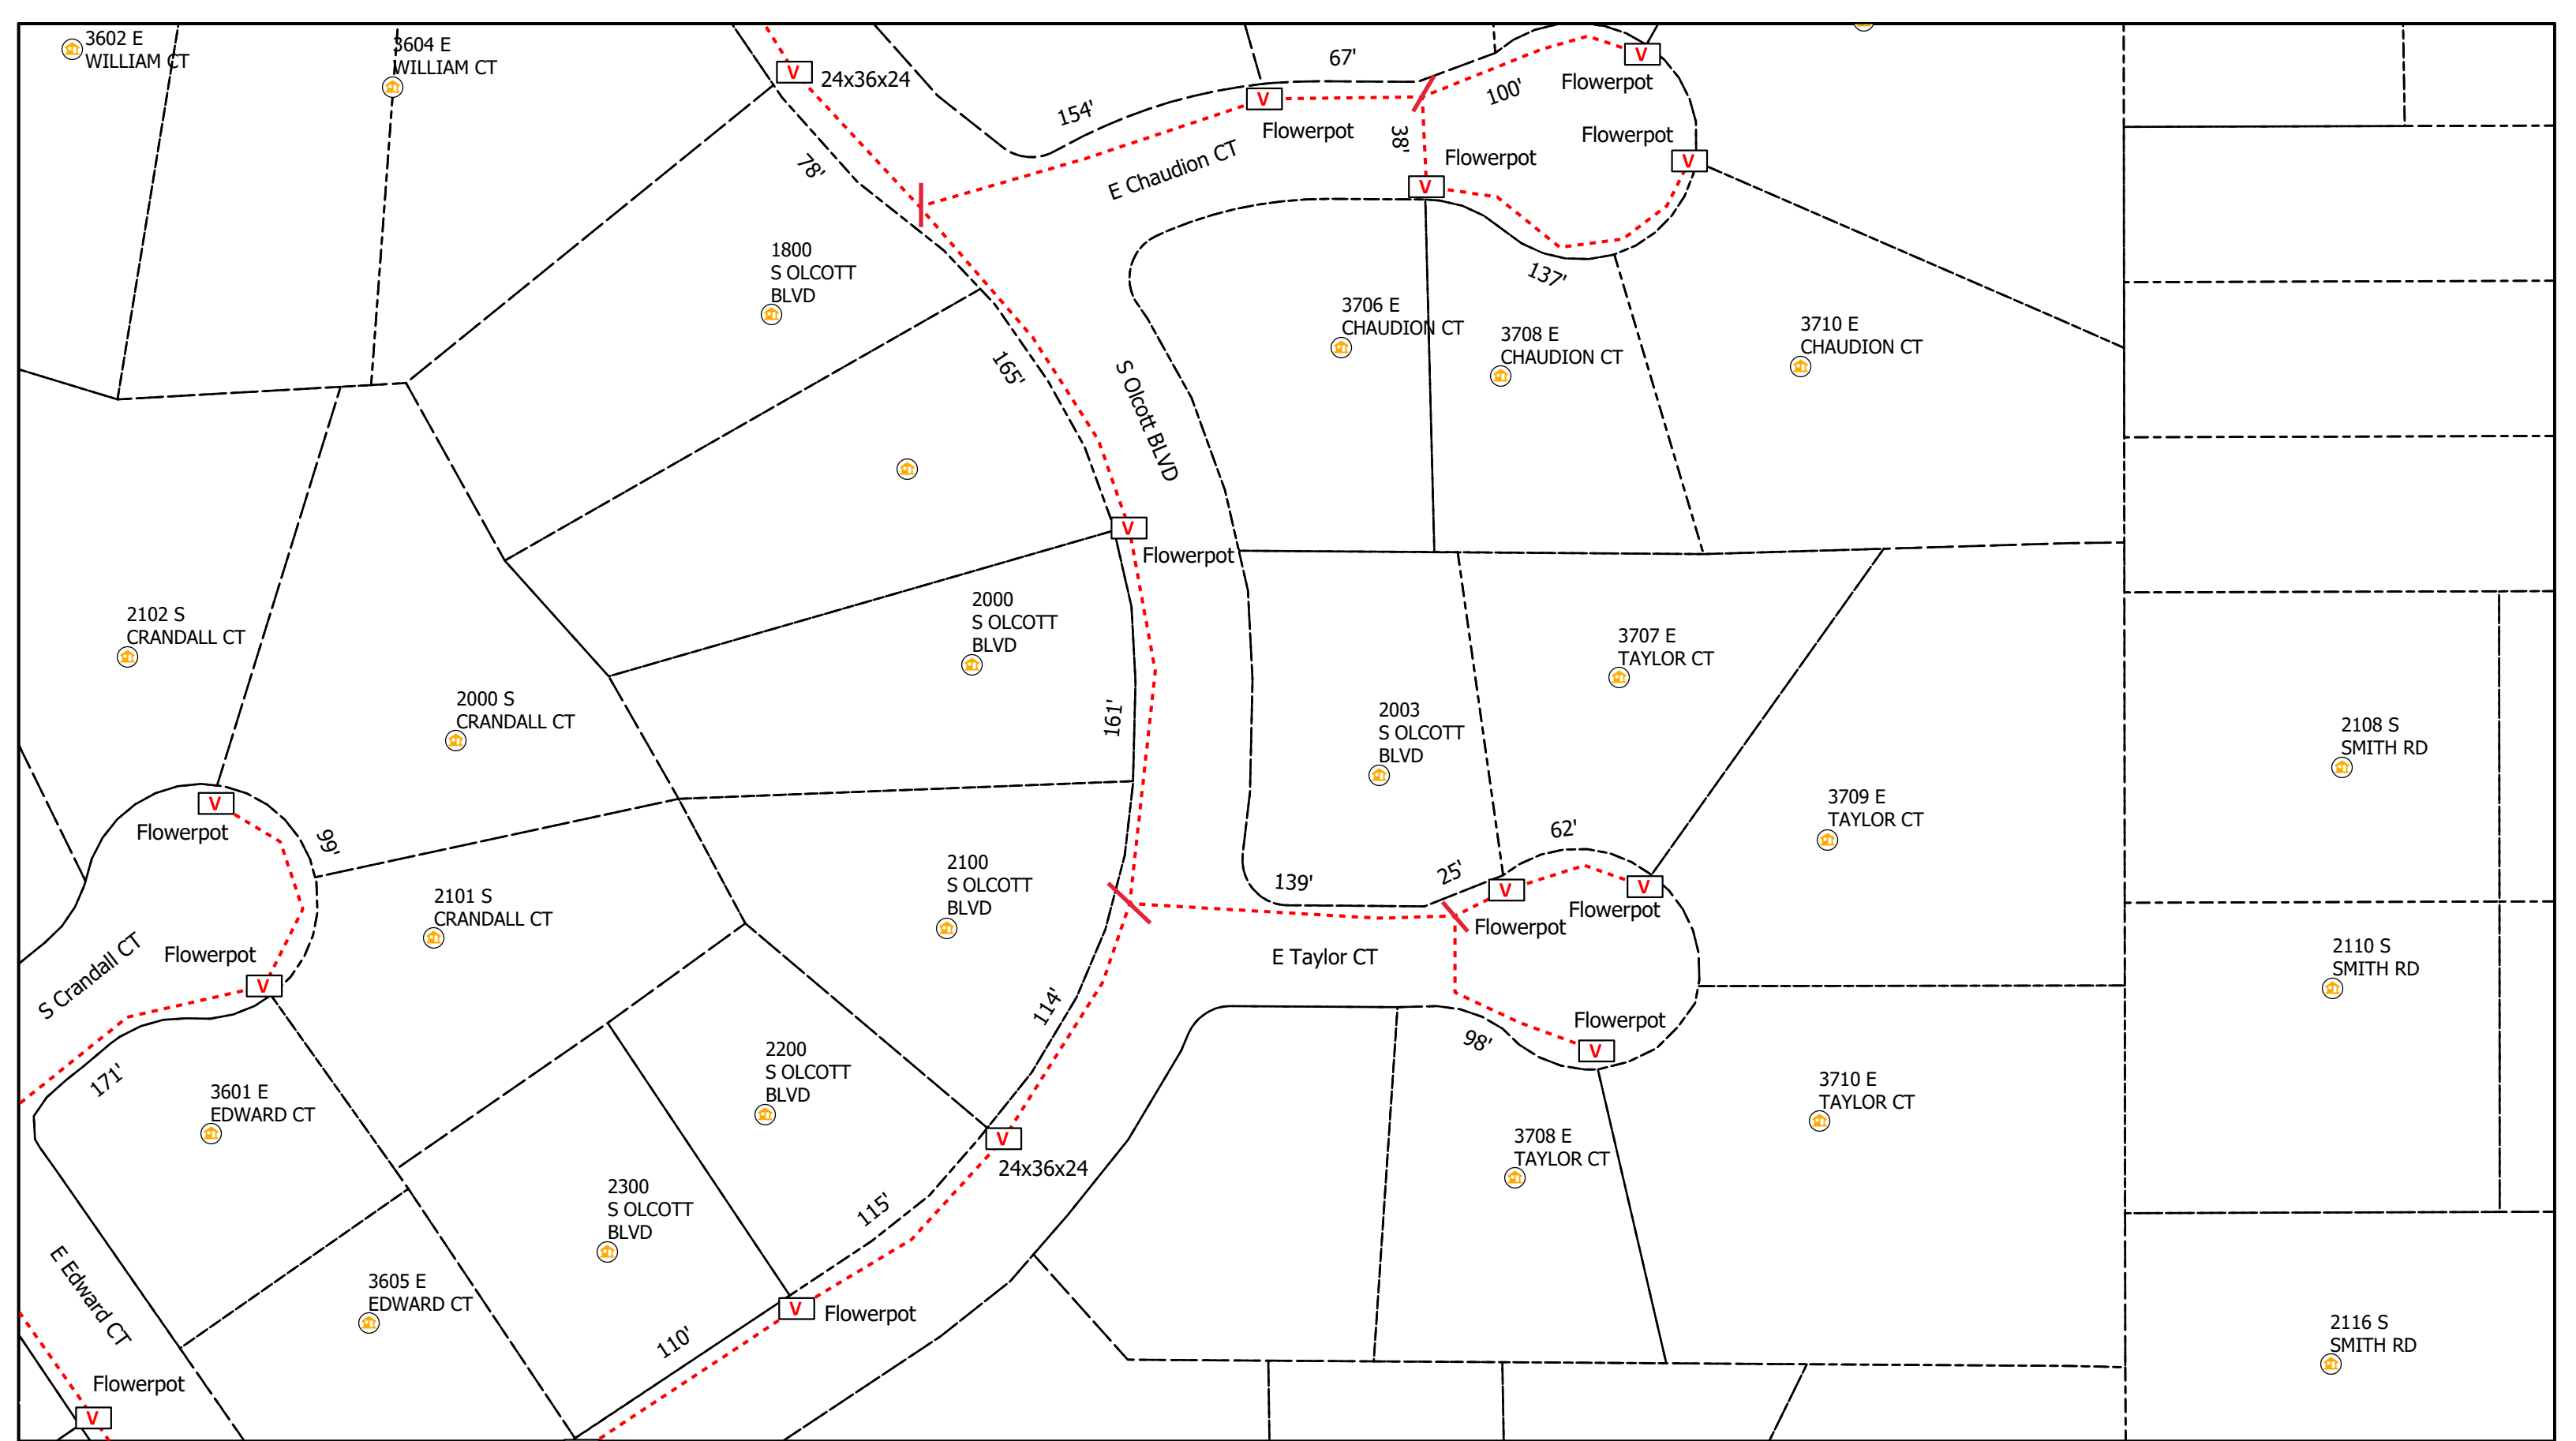 3602 E
WILLIAM CT
3604 E
WILLIAM CT
V
24x36x24
67'
V
Flowerpot
100'
154'
V
Flowerpot
38'
Flowerpot
V
Flowerpot
V
78'
E Chaudion CT
137'
1800
S OLCOTT
BLVD
165'
S Olcott BLVD
3706 E
CHAUDION CT
3708 E
CHAUDION CT
3710 E
CHAUDION CT
V
Flowerpot
2102 S
CRANDALL CT
2000
S OLCOTT
BLVD
3707 E
TAYLOR CT
2000 S
CRANDALL CT
161'
2003
S OLCOTT
BLVD
2108 S
SMITH RD
V
Flowerpot
99'
3709 E
TAYLOR CT
62'
2100
S OLCOTT
BLVD
139'
25'
V
Flowerpot
V
Flowerpot
2101 S
CRANDALL CT
Flowerpot
V
S Crandall CT
E Taylor CT
2110 S
SMITH RD
114'
98'
Flowerpot
V
171'
3601 E
EDWARD CT
2200
S OLCOTT
BLVD
3710 E
TAYLOR CT
V
24x36x24
3708 E
TAYLOR CT
2300
S OLCOTT
BLVD
115'
E Edward CT
3605 E
EDWARD CT
V
Flowerpot
110'
2116 S
SMITH RD
Flowerpot
V